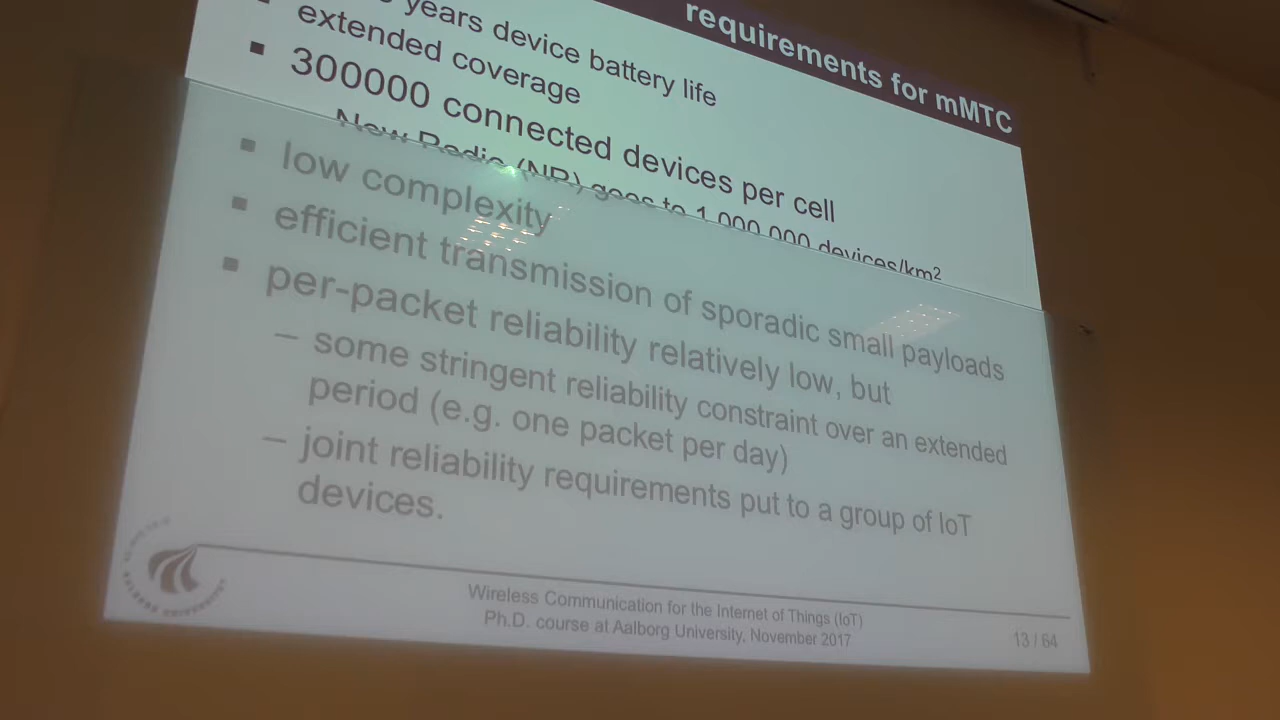 requirements for mMTC
years device battery life
extended coverage
▪ 300000 connected devices per cell
New Radio (NR) goes to 1.000.000 devices/km²
▪ low complexity
▪ efficient transmission of sporadic small payloads
▪ per-packet reliability relatively low, but
– some stringent reliability constraint over an extended
period (e.g. one packet per day)
– joint reliability requirements put to a group of IoT
devices.
Wireless Communication for the Internet of Things (IoT)
Ph.D. course at Aalborg University, November 2017
13 / 64